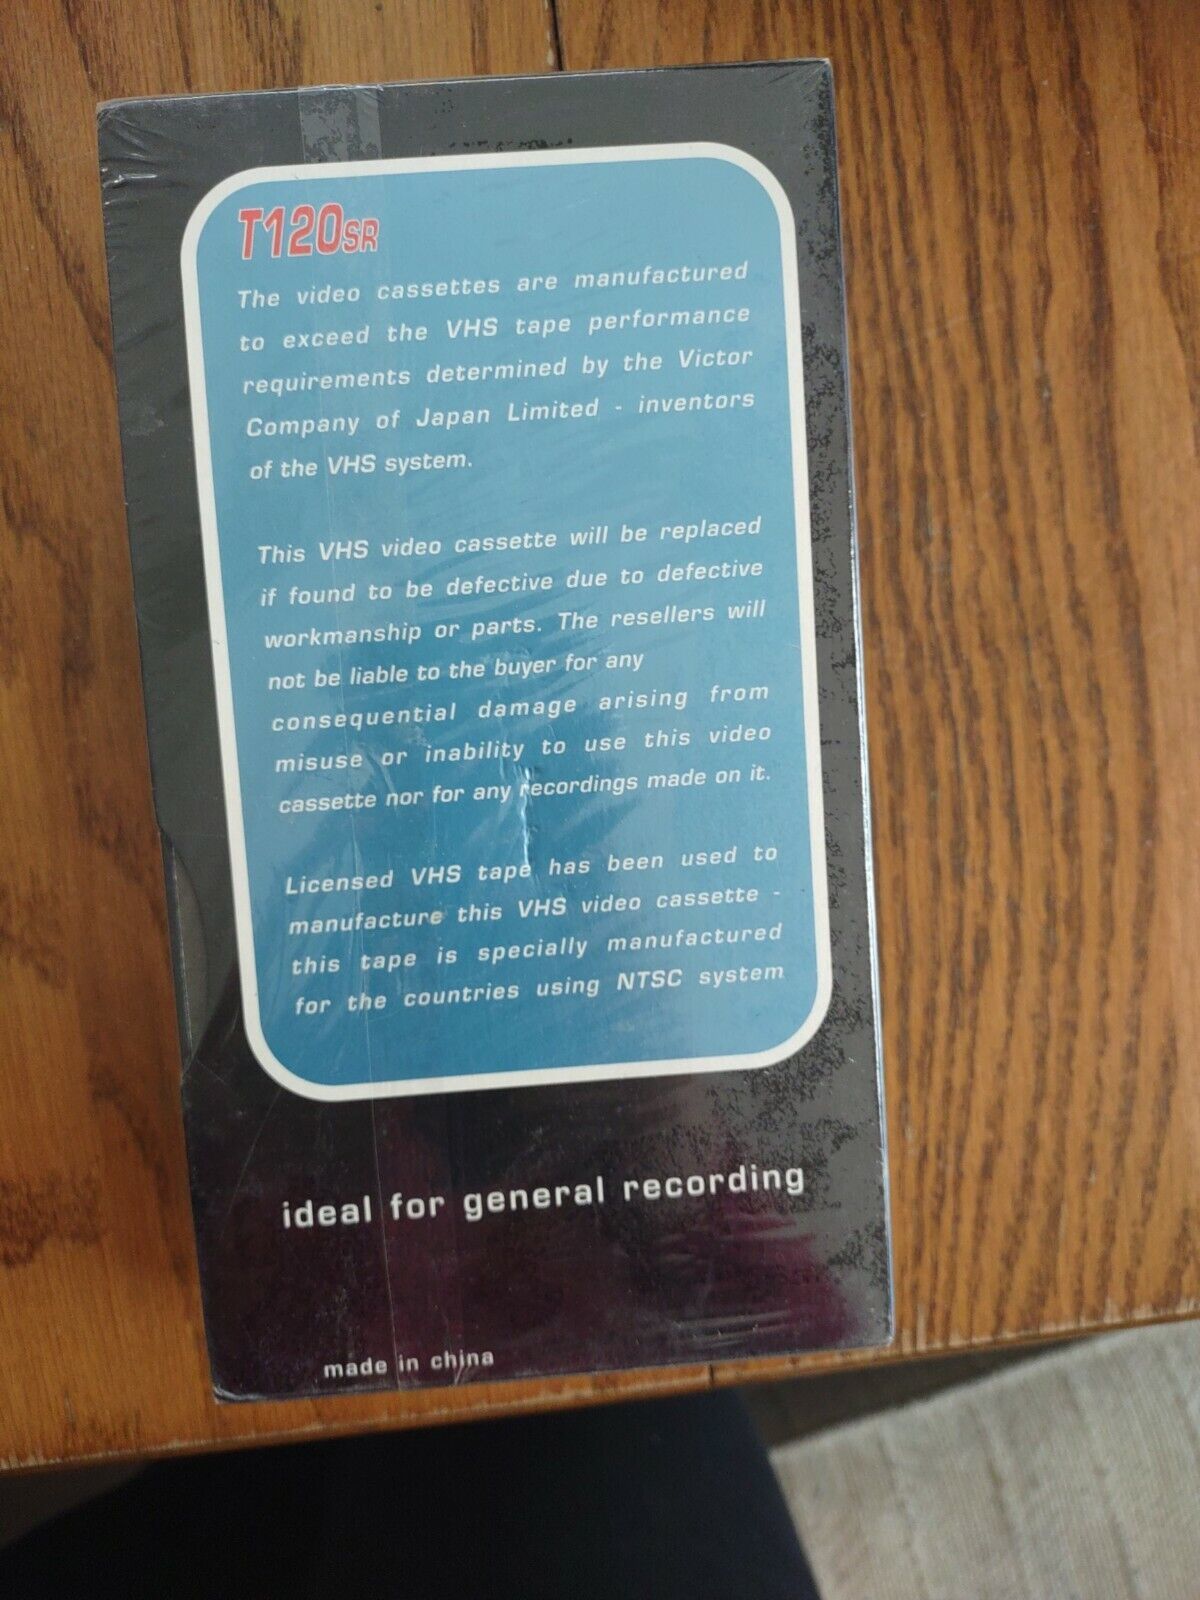 T120SR
The video cassettes are manufactured
to exceed the VHS tape performance
requirements determined by the Victor
Company of Japan Limited - inventors
of the VHS system.
This VHS video cassette will be replaced
if found to be defective due to defective
workmanship or parts. The resellers will
not be liable to the buyer for any
consequential damage arising from
misuse or inability to use this video
cassette nor for any recordings made on it.
Licensed VHS tape has been used to
manufacture this VHS video cassette -
this tape is specially manufactured
for the countries using NTSC system
ideal for general recording
made in china